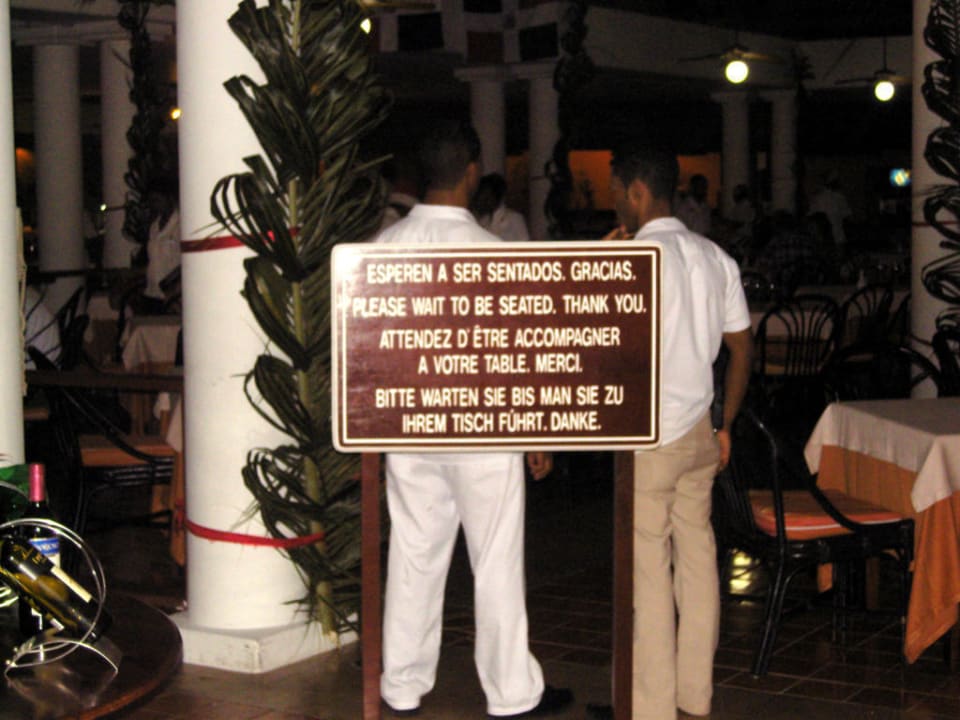 ESPEREN A SER SENTADOS. GRACIAS.
PLEASE WAIT TO BE SEATED. THANK YOU.
ATTENDEZ D'ÊTRE ACCOMPAGNER
A VOTRE TABLE. MERCI.
BITTE WARTEN SIE BIS MAN SIE ZU
IHREM TISCH FÚHRT. DANKE.